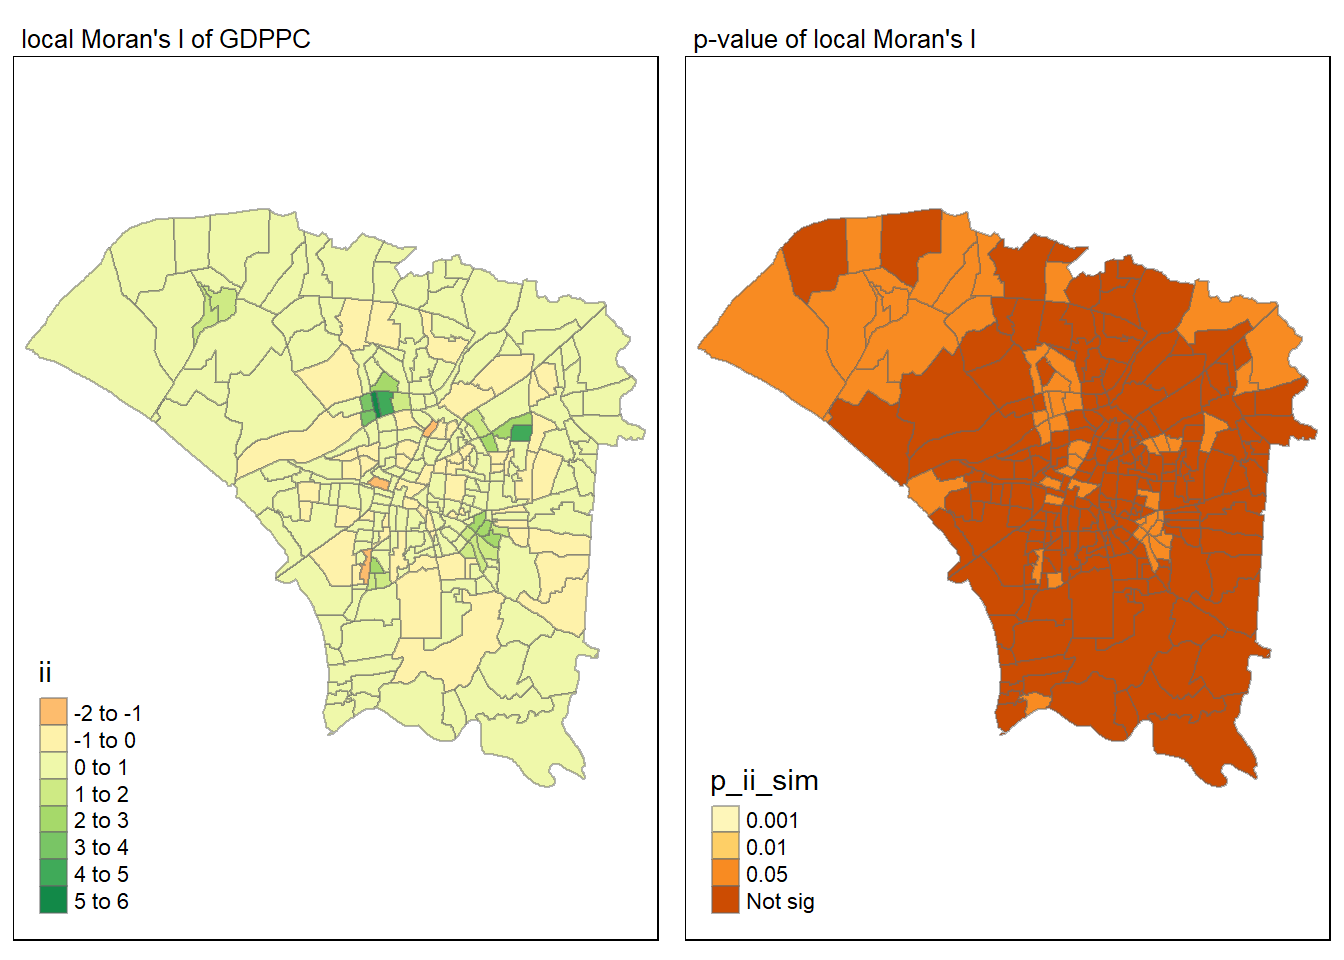 local Moran's I of GDPPC
ii
-2 to -1
-1 to 0
0 to 1
1 to 2
2 to 3
3 to 4
4 to 5
5 to 6
p-value of local Moran's I
p_ii_sim
0.001
0.01
0.05
Not sig